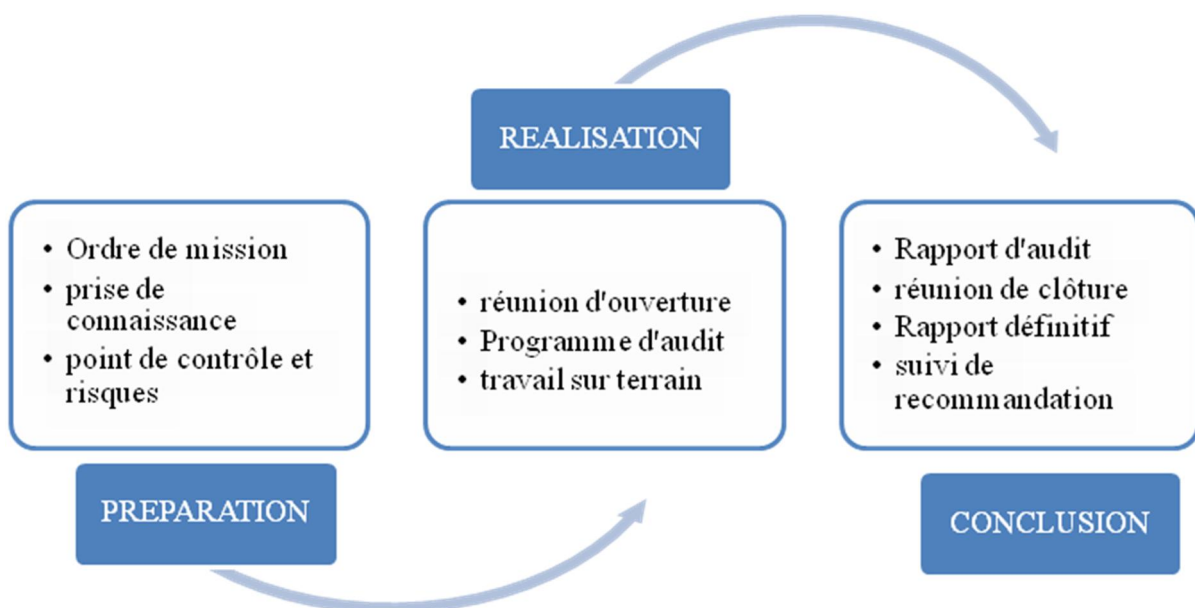 PREPARATION
• Ordre de mission
• prise de
connaissance
• point de contrôle et
risques
REALISATION
• réunion d'ouverture
• Programme d'audit
• travail sur terrain
CONCLUSION
• Rapport d'audit
• réunion de clôture
• Rapport définitif
• suivi de
recommandation